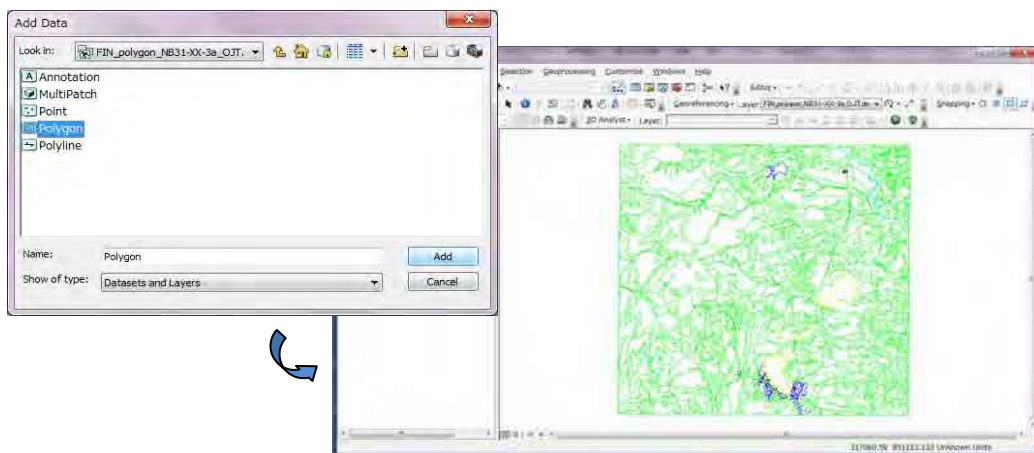 Add Data
Look in: FIN_polygon_NB31-XX-3a_OJT.
Annotation
MultiPatch
Point
Polygon
Polyline
Name: Polygon
Add
Show of type: Datasets and Layers
Cancel
Selection Geoprocessing Customize Windows Help
Editor
Georeferencing Layer: Snapping
3D Analyst Layer:
Unknown Units